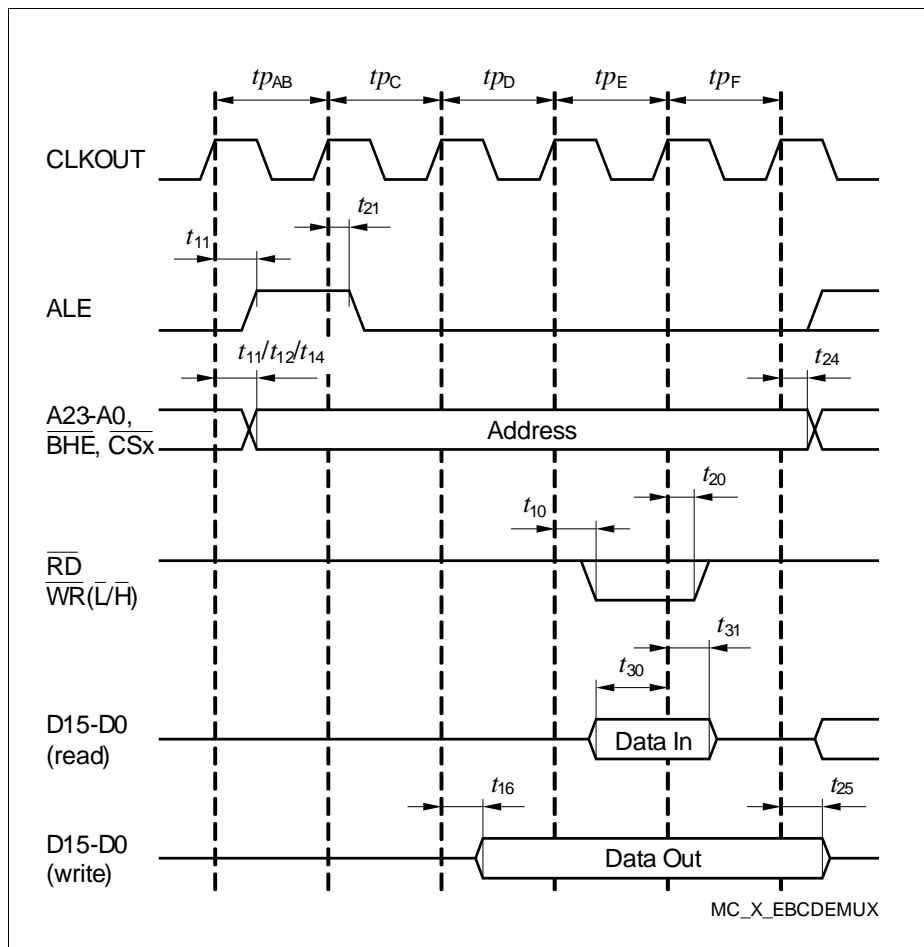 tpAB tpC tpD tpE tpF
CLKOUT
t21
t11
ALE
t11/t12/t14 t24
A23-A0,
BHE, CSx
Address
t20
t10
RD
WR(L/H)
t31
t30
D15-D0
(read)
Data In
t16 t25
D15-D0
(write)
Data Out
MC_X_EBCDEMUX